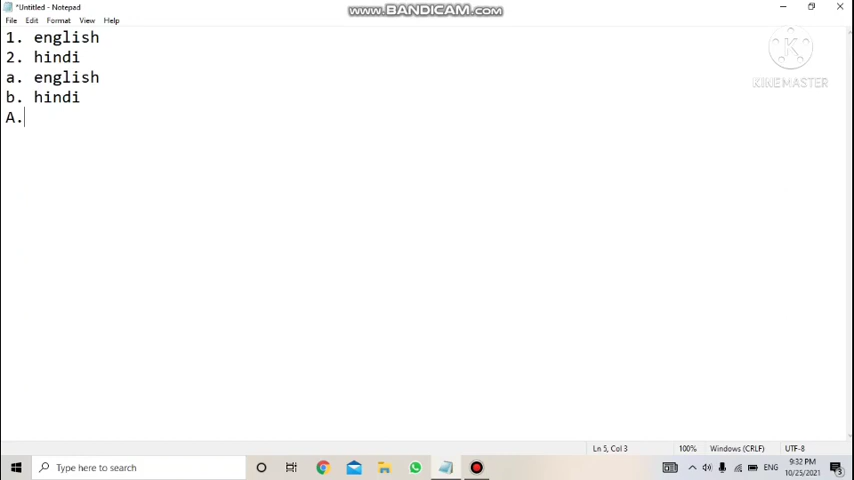 *Untitled - Notepad
www.BANDICAM.com
File Edit Format View Help
1. english
2. hindi
a. english
b. hindi
A.
KINEMASTER
Ln 5, Col 3 100% Windows (CRLF) UTF-8
Type here to search
ENG
9:32 PM
10/25/2021
3